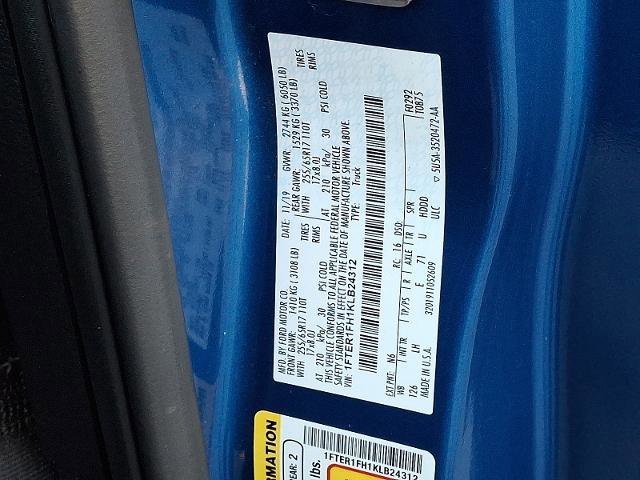 MFD. BY FORD MOTOR CO.
DATE: 11/19 GVWR: 2744 KG ( 6050 LB)
FRONT GAWR: 1410 KG ( 3108 LB)
REAR GAWR: 1529 KG ( 3370 LB)
WITH 255/65R17 110T TIRES
WITH 255/65R17 110T TIRES
17x8.0J RIMS
17x8.0J RIMS
AT 210 kPa/ 30 PSI COLD
AT 210 kPa/ 30 PSI COLD
THIS VEHICLE CONFORMS TO ALL APPLICABLE FEDERAL MOTOR VEHICLE
SAFETY STANDARDS IN EFFECT ON THE DATE OF MANUFACTURE SHOWN ABOVE.
VIN: 1FTER1FH1KLB24312
TYPE: Truck
F0292
T0B75
EXT PNT: N6 RC: 16 DSO:
WB INT TR TP/PS R AXLE TR SPR
126 LH E 71 U HDDD
MADE IN U.S.A. 3201911052609 ULC
▽ 5U5A-3520472-AA
1FTER1FH1KLB24312
RMATION
EAR: 2
lbs.